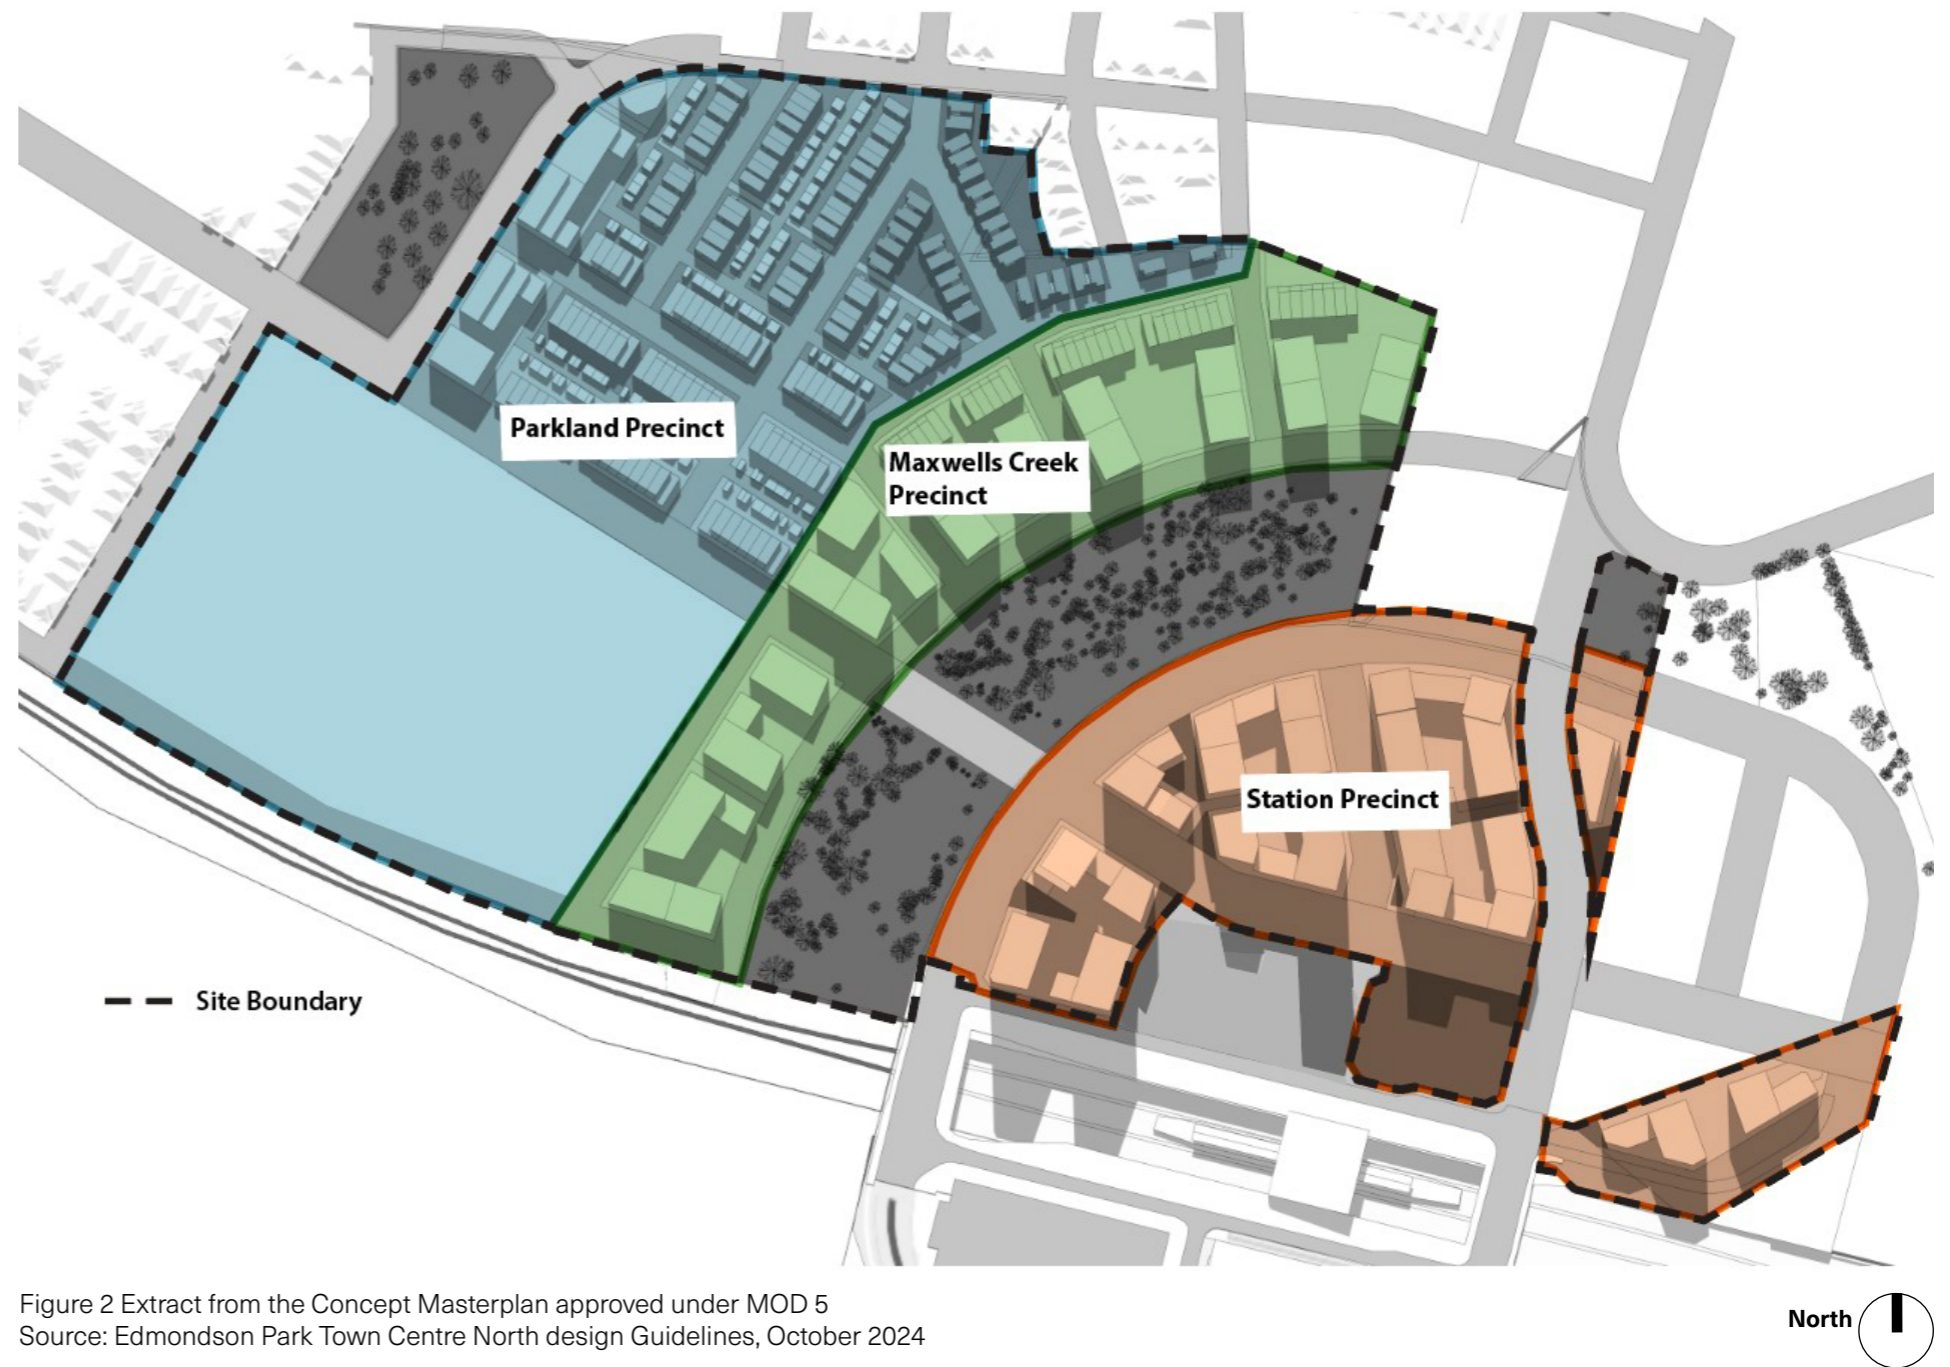 Parkland Precinct
Maxwells Creek
Precinct
Station Precinct
Site Boundary
Figure 2 Extract from the Concept Masterplan approved under MOD 5
Source: Edmondson Park Town Centre North design Guidelines, October 2024
North